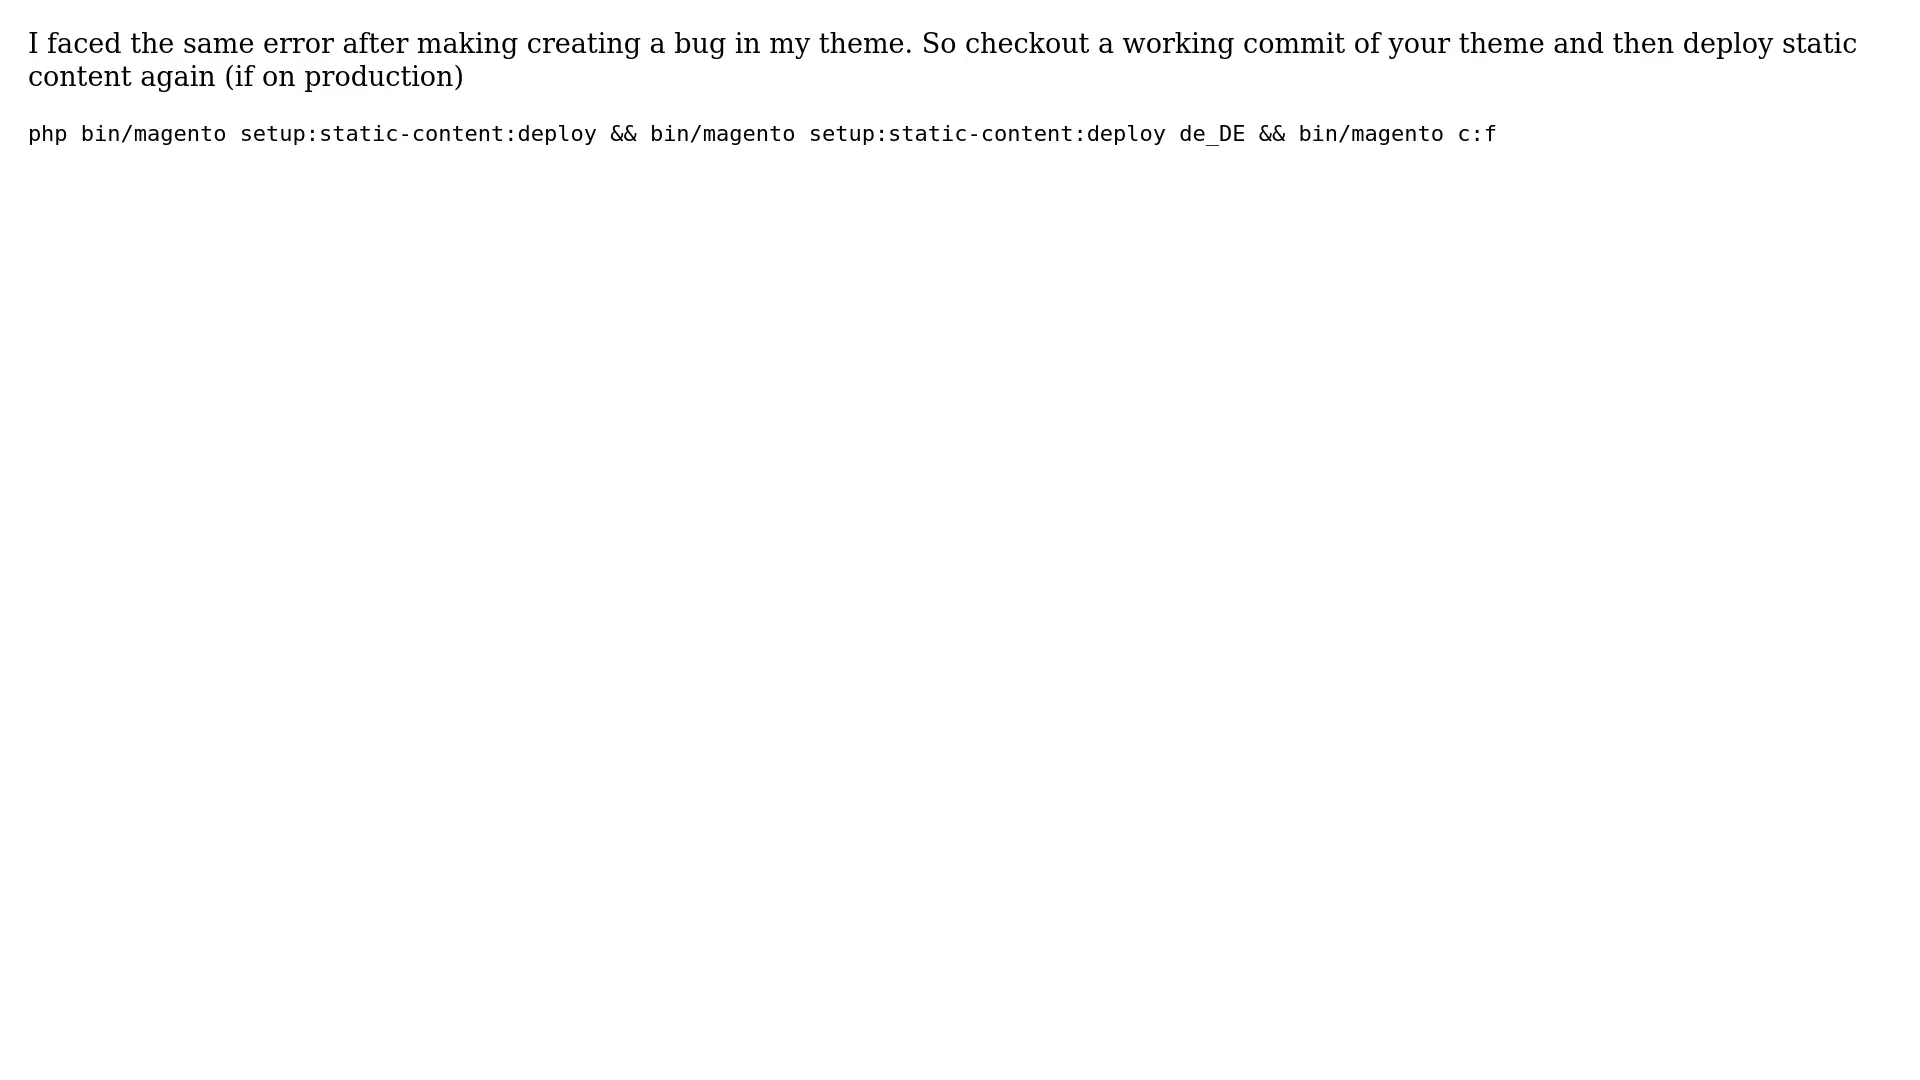 I faced the same error after making creating a bug in my theme. So checkout a working commit of your theme and then deploy static
content again (if on production)
php bin/magento setup:static-content:deploy && bin/magento setup:static-content:deploy de_DE && bin/magento c:f